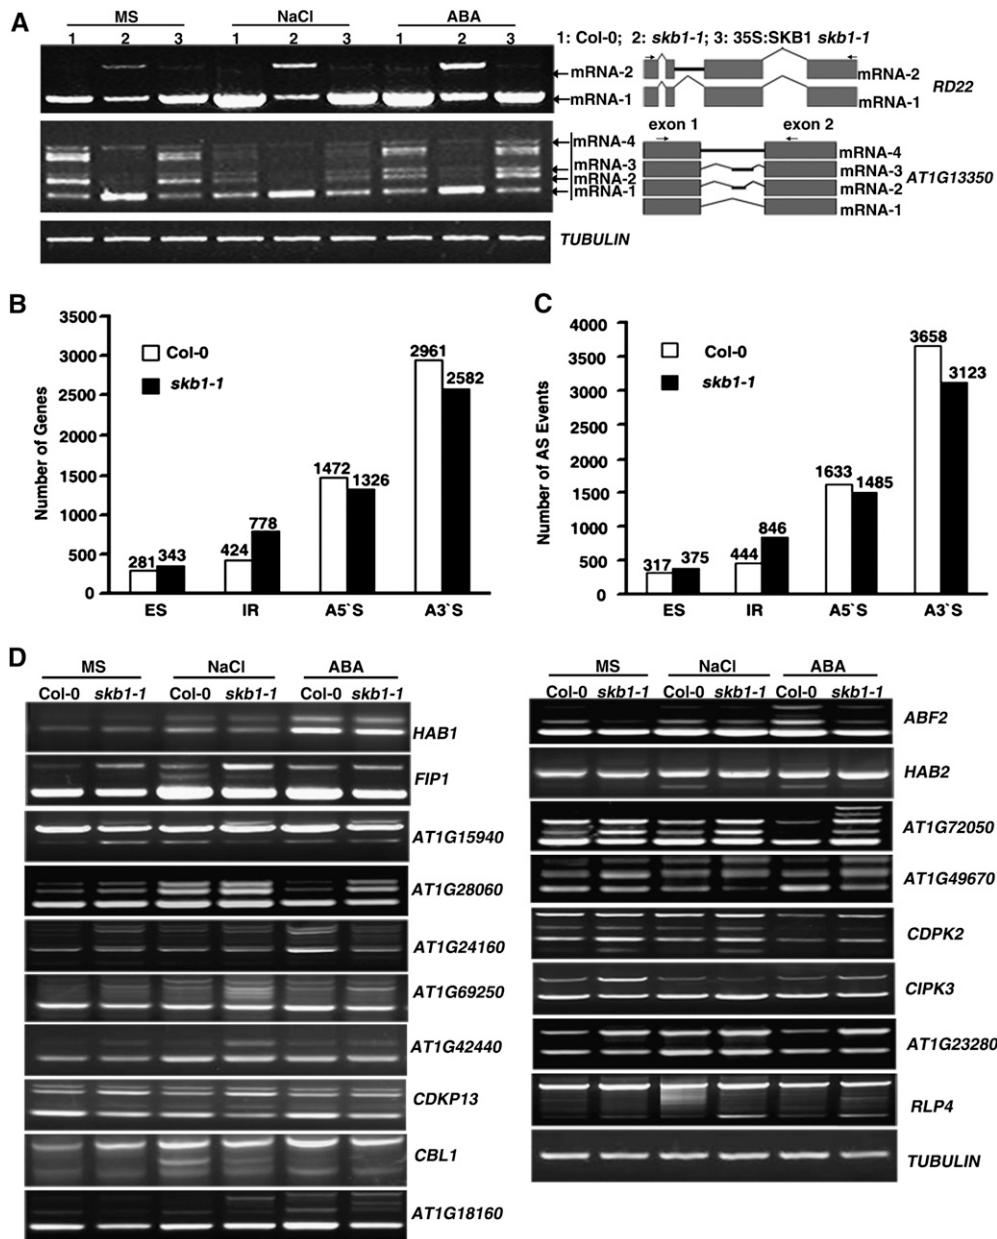 A
MS NaCl ABA
1 2 3 1 2 3 1 2 3
1: Col-0; 2: skb1-1; 3: 35S:SKB1 skb1-1
mRNA-2
mRNA-1
mRNA-2
mRNA-1
RD22
mRNA-4
mRNA-3
mRNA-2
mRNA-1
exon 1 exon 2
mRNA-4
mRNA-3
mRNA-2
mRNA-1
AT1G13350
TUBULIN
B
Number of Genes
3500
3000
2500
2000
1500
1000
500
0
Col-0
skb1-1
281 343
424 778
1472 1326
2961 2582
ES IR A5`S A3`S
C
Number of AS Events
4000
3500
3000
2500
2000
1500
1000
500
0
Col-0
skb1-1
317 375
444 846
1633 1485
3658 3123
ES IR A5`S A3`S
D
MS NaCl ABA
Col-0 skb1-1 Col-0 skb1-1 Col-0 skb1-1
HAB1
FIP1
AT1G15940
AT1G28060
AT1G24160
AT1G69250
AT1G42440
CDKP13
CBL1
AT1G18160
MS NaCl ABA
Col-0 skb1-1 Col-0 skb1-1 Col-0 skb1-1
ABF2
HAB2
AT1G72050
AT1G49670
CDPK2
CIPK3
AT1G23280
RLP4
TUBULIN